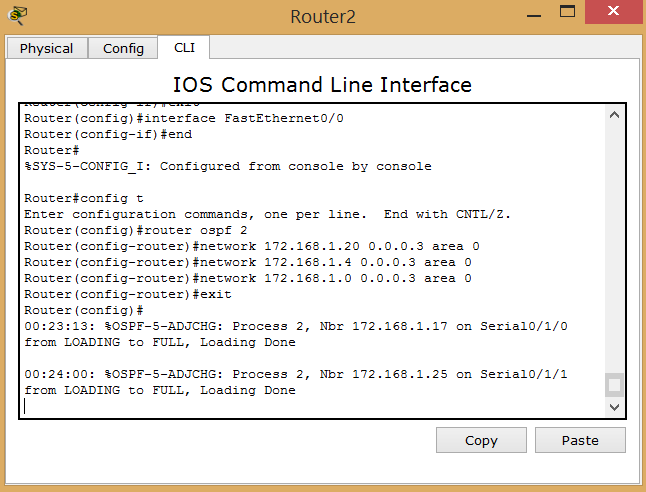 Router2
Physical
Config
CLI
IOS Command Line Interface
Router(config-if)#exit
Router(config)#interface FastEthernet0/0
Router(config-if)#end
Router#
%SYS-5-CONFIG_I: Configured from console by console
Router#config t
Enter configuration commands, one per line.  End with CNTL/Z.
Router(config)#router ospf 2
Router(config-router)#network 172.168.1.20 0.0.0.3 area 0
Router(config-router)#network 172.168.1.4 0.0.0.3 area 0
Router(config-router)#network 172.168.1.0 0.0.0.3 area 0
Router(config-router)#exit
Router(config)#
00:23:13: %OSPF-5-ADJCHG: Process 2, Nbr 172.168.1.17 on Serial0/1/0
from LOADING to FULL, Loading Done
00:24:00: %OSPF-5-ADJCHG: Process 2, Nbr 172.168.1.25 on Serial0/1/1
from LOADING to FULL, Loading Done
Copy
Paste